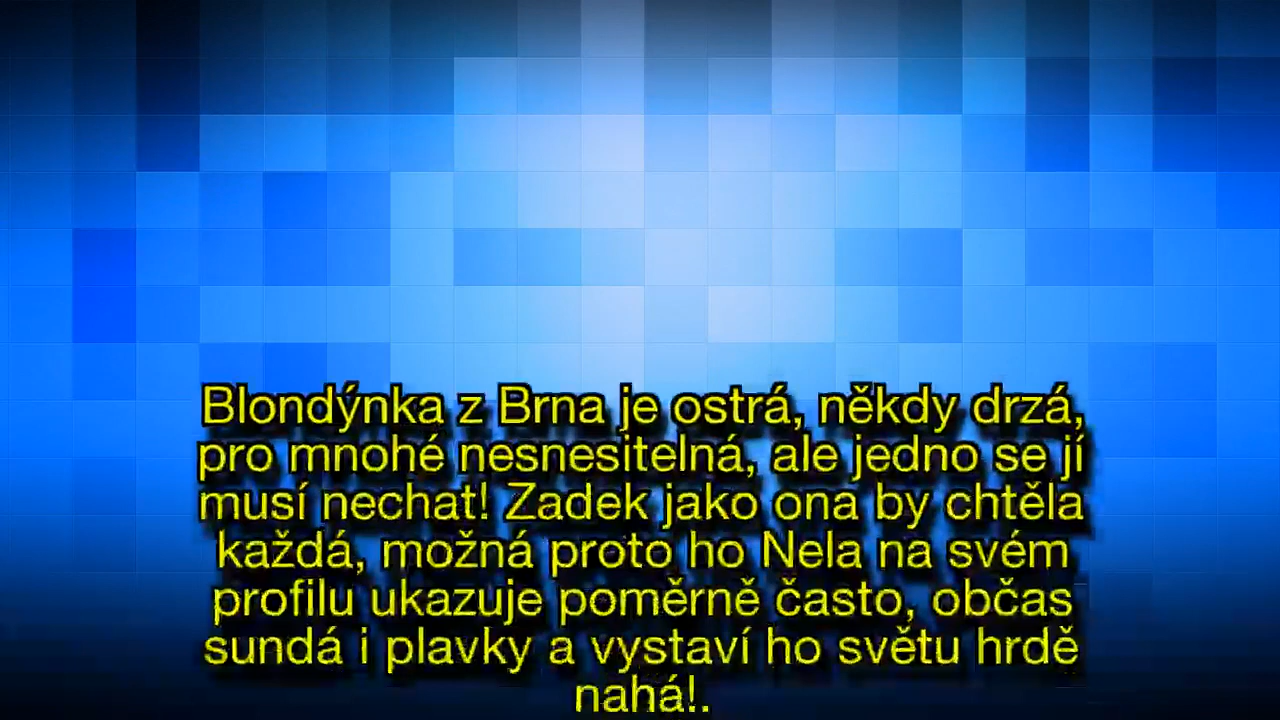 Blondýnka z Brna je ostrá, někdy drzá,
pro mnohé nesnesitelná, ale jedno se jí
musí nechat! Zadek jako ona by chtěla
každá, možná proto ho Nela na svém
profilu ukazuje poměrně často, občas
sundá i plavky a vystaví ho světu hrdě
nahá!.